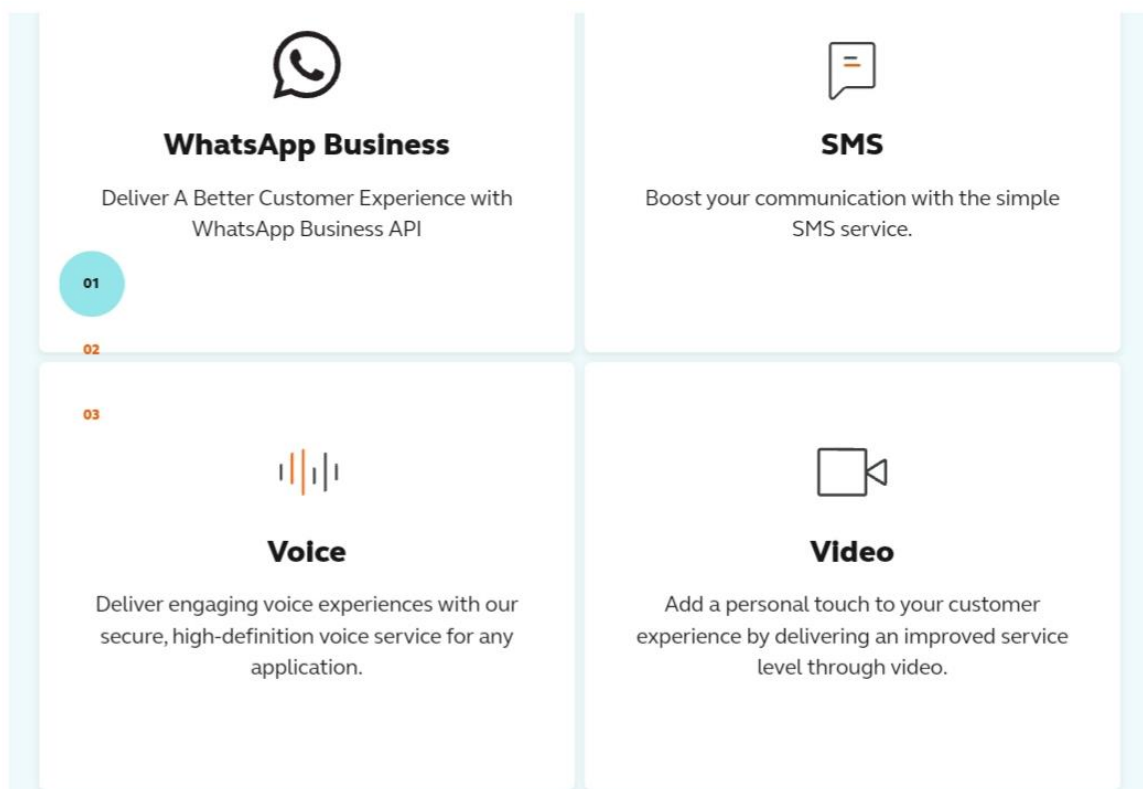 WhatsApp Business
Deliver A Better Customer Experience with
WhatsApp Business API
SMS
Boost your communication with the simple
SMS service.
01
02
03
Voice
Deliver engaging voice experiences with our
secure, high-definition voice service for any
application.
Video
Add a personal touch to your customer
experience by delivering an improved service
level through video.